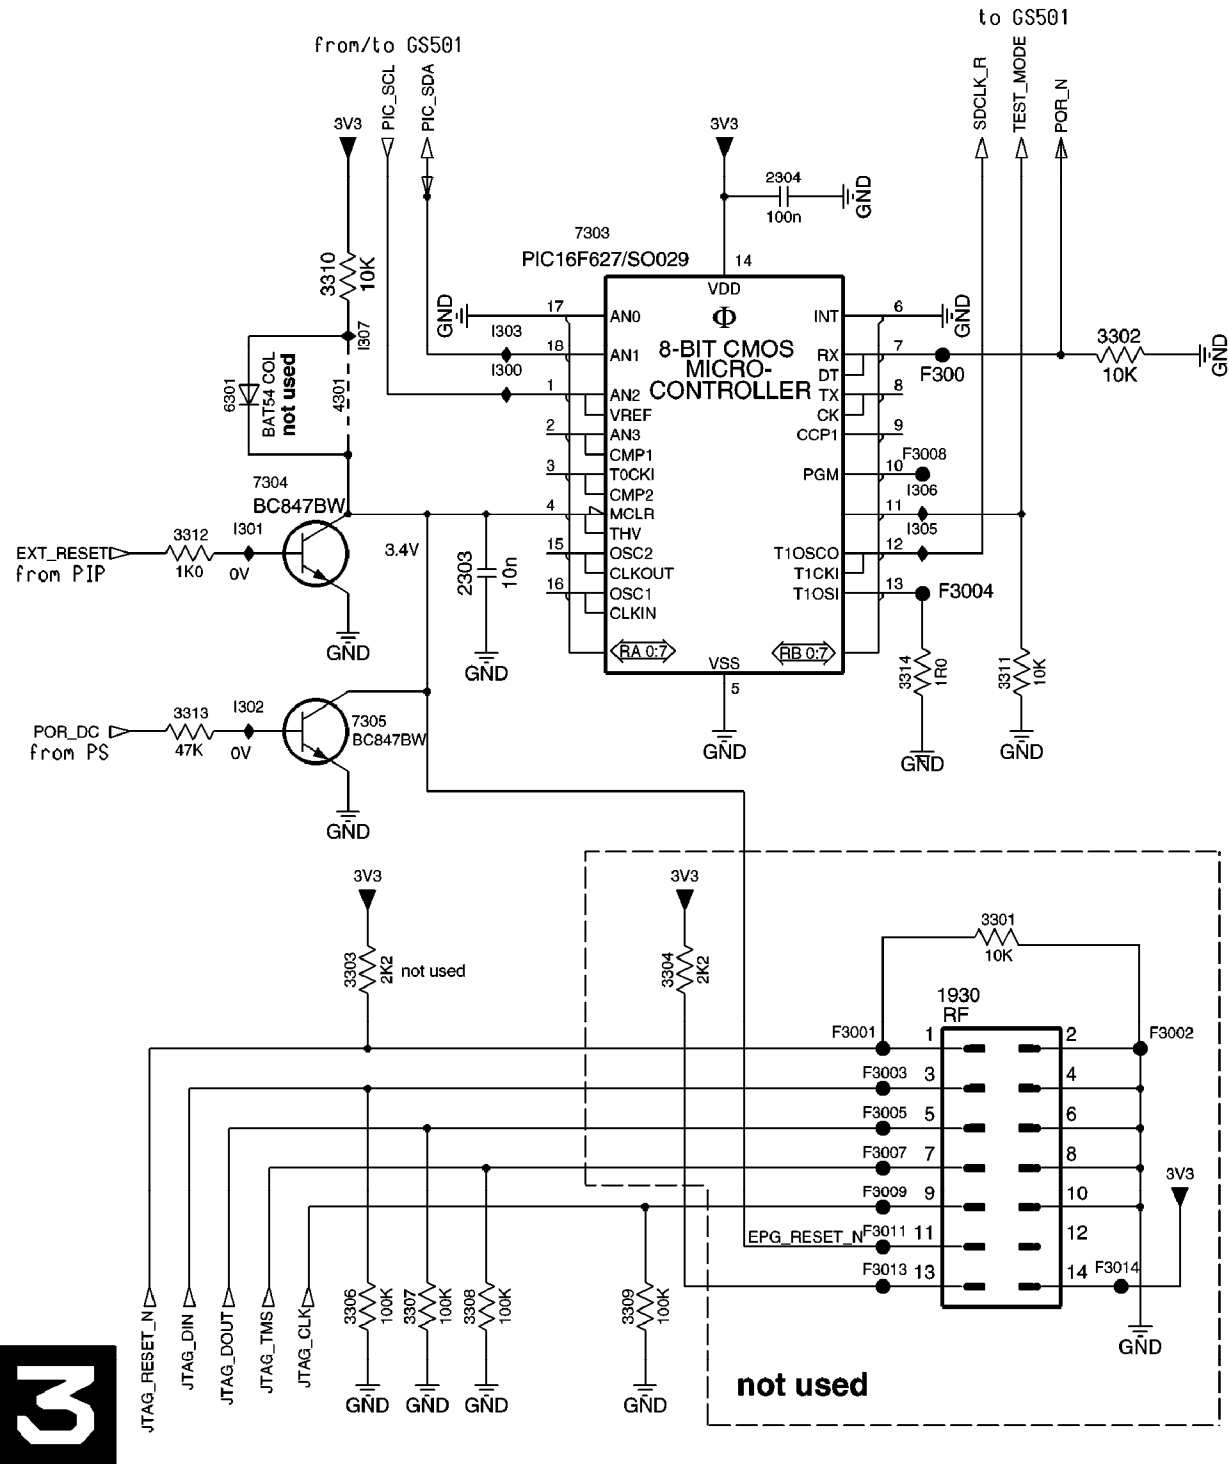 to GS501
from/to GS501
PIC_SCL
PIC_SDA
SDCLK_R
TEST_MODE
POR_N
3V3
3V3
2304
100n
GND
7303
PIC16F627/SO029
3310
10K
I307
14
VDD
Φ
8-BIT CMOS
MICRO-
CONTROLLER
GND
17
AN0
I303
18
AN1
I300
1
AN2
VREF
2
AN3
CMP1
3
T0CKI
CMP2
4
MCLR
THV
15
OSC2
CLKOUT
16
OSC1
CLKIN
RA 0:7
INT
6
GND
RX
7
F300
3302
10K
GND
DT
TX
8
CK
CCP1
9
F3008
PGM
10
I306
11
I305
T1OSCO
12
T1CKI
T1OSI
13
F3004
RB 0:7
VSS
5
GND
3314
1R0
GND
3311
10K
GND
6301
BAT54 COL
not used
4301
7304
BC847BW
3312
1K0
I301
0V
EXT_RESET
from PIP
3.4V
2303
10n
GND
GND
POR_DC
from PS
3313
47K
I302
0V
7305
BC847BW
GND
3V3
3303
2K2
not used
3V3
3304
2K2
3301
10K
1930
RF
F3001
1
2
F3002
F3003
3
4
F3005
5
6
F3007
7
8
F3009
9
10
3V3
EPG_RESET_N
F3011
11
12
F3013
13
14
F3014
GND
3306
100K
3307
100K
3308
100K
3309
100K
GND
GND
GND
GND
JTAG_RESET_N
JTAG_DIN
JTAG_DOUT
JTAG_TMS
JTAG_CLK
not used
3